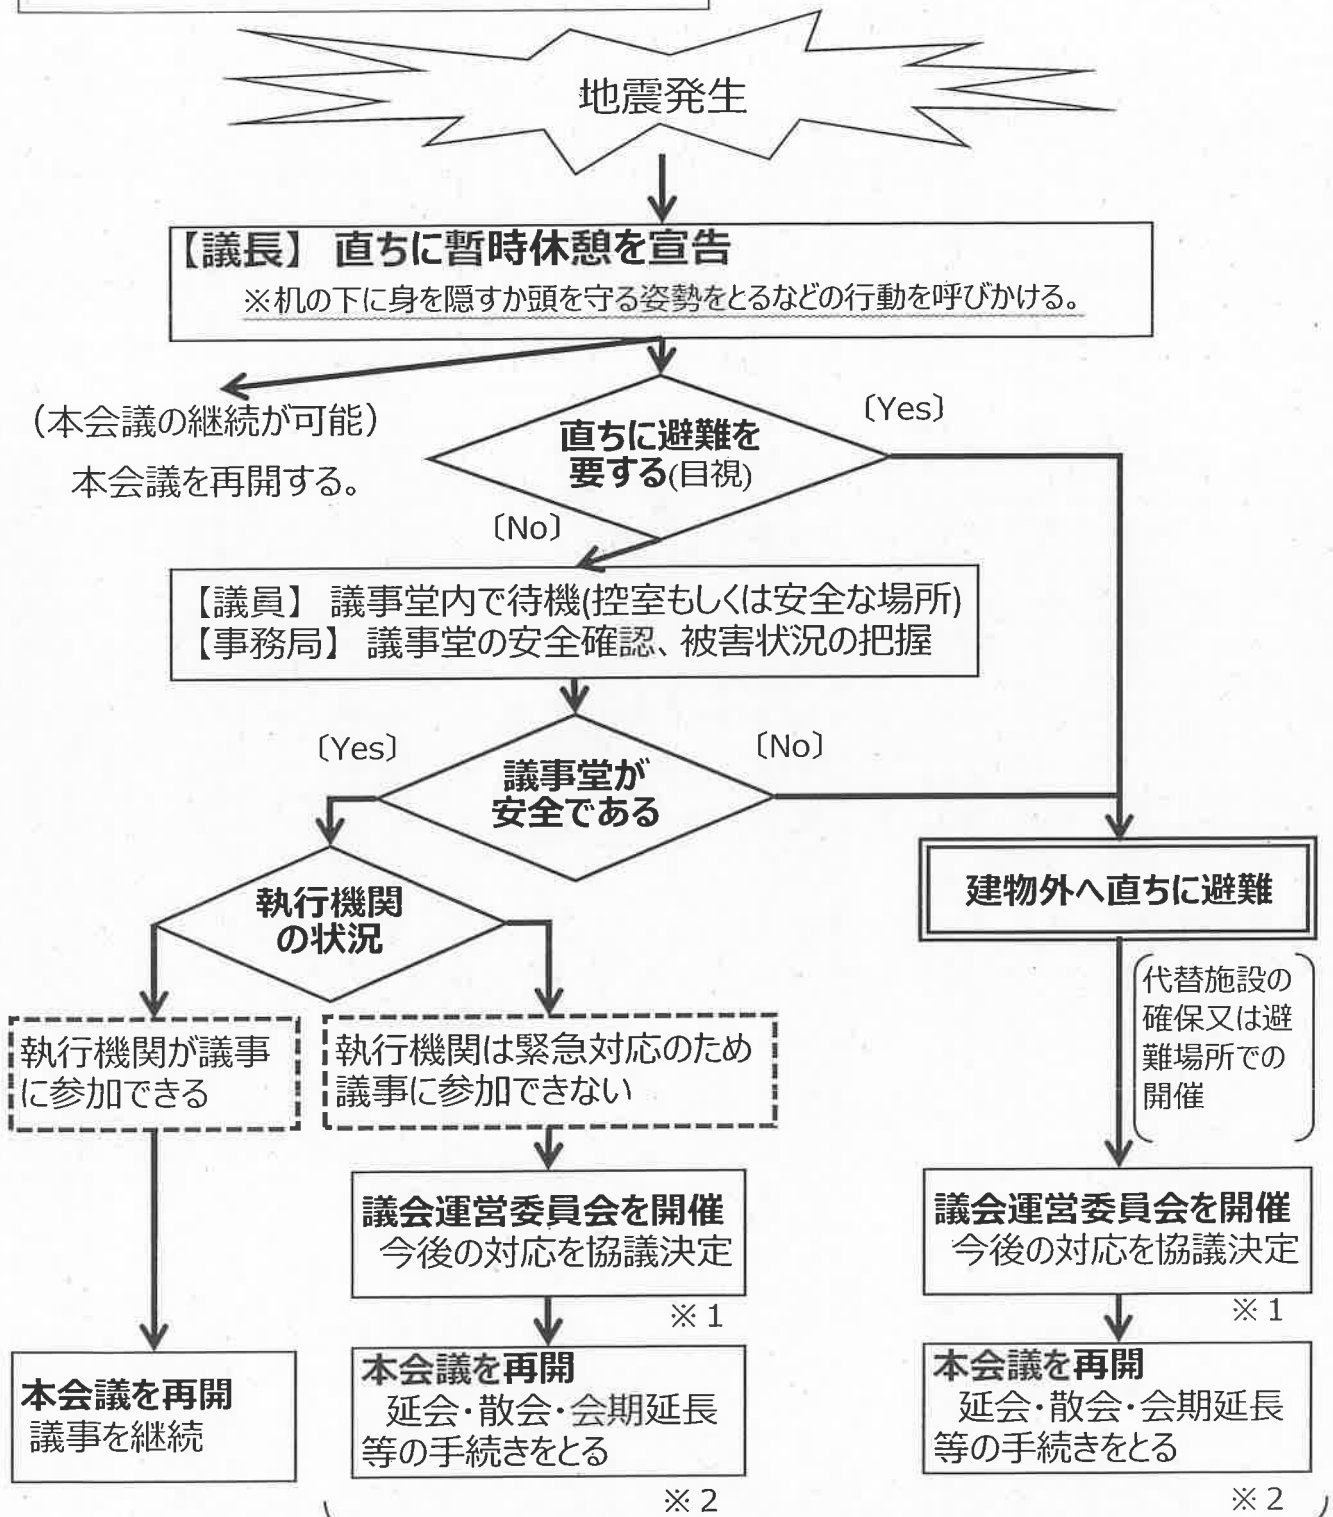 地震発生
【議長】 直ちに暫時休憩を宣告
※机の下に身を隠すか頭を守る姿勢をとるなどの行動を呼びかける。
（本会議の継続が可能）
本会議を再開する。
直ちに避難を
要する(目視)
〔Yes〕
〔No〕
【議員】 議事堂内で待機(控室もしくは安全な場所)
【事務局】 議事堂の安全確認、被害状況の把握
〔Yes〕
議事堂が
安全である
〔No〕
執行機関
の状況
建物外へ直ちに避難
代替施設の
確保又は避
難場所での
開催
執行機関が議事
に参加できる
執行機関は緊急対応のため
議事に参加できない
議会運営委員会を開催
今後の対応を協議決定
※１
議会運営委員会を開催
今後の対応を協議決定
※１
本会議を再開
議事を継続
本会議を再開
延会・散会・会期延長
等の手続きをとる
※２
本会議を再開
延会・散会・会期延長
等の手続きをとる
※２